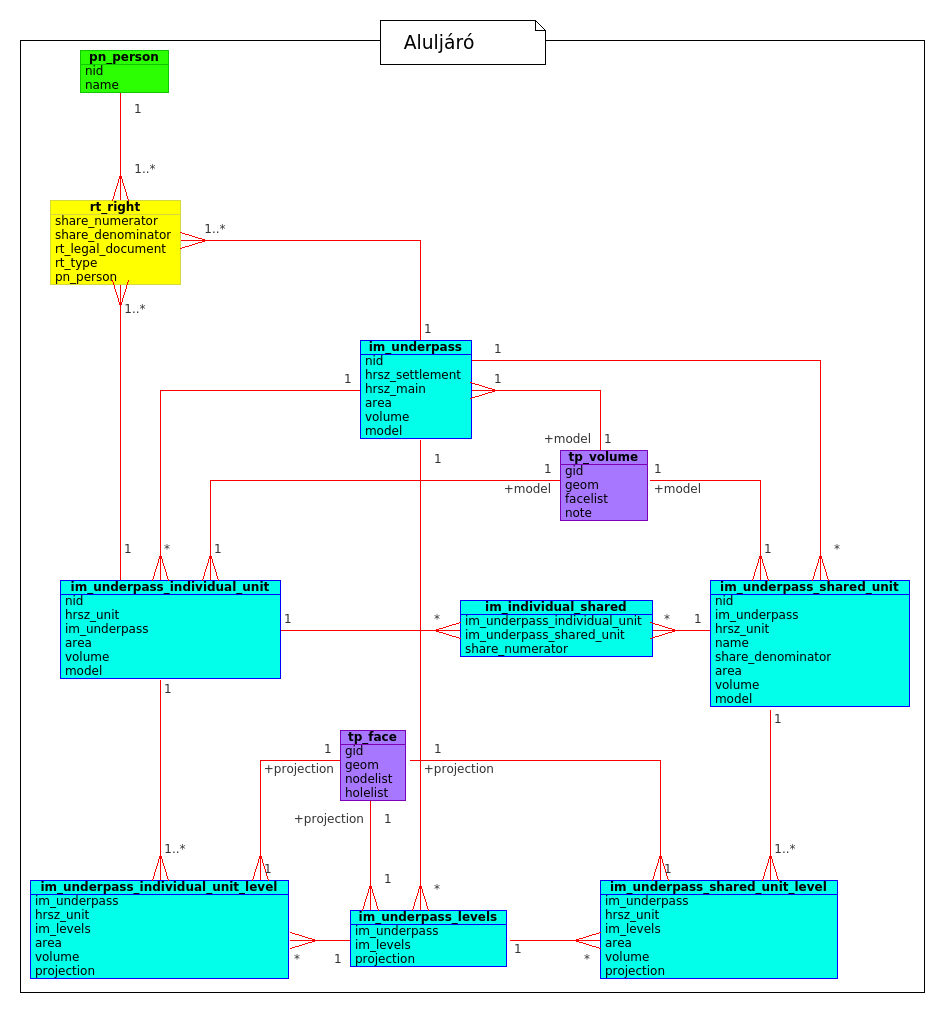 Aluljáró
pn_person
nid
name
1
1..*
rt_right
share_numerator
share_denominator
rt_legal_document
rt_type
pn_person
1..*
1..*
1
im_underpass
nid
hrsz_settlement
hrsz_main
area
volume
model
1
1
1
1
+model
1
tp_volume
gid
geom
facelist
note
1
+model
1
+model
1
*
1
1
*
im_underpass_individual_unit
nid
hrsz_unit
im_underpass
area
volume
model
1
*
im_individual_shared
im_underpass_individual_unit
im_underpass_shared_unit
share_numerator
*
1
im_underpass_shared_unit
nid
im_underpass
hrsz_unit
name
share_denominator
area
volume
model
1
1
tp_face
gid
geom
nodelist
holelist
1
+projection
1
+projection
+projection
1
1..*
1
1
*
1
1..*
im_underpass_individual_unit_level
im_underpass
hrsz_unit
im_levels
area
volume
projection
*
1
im_underpass_levels
im_underpass
im_levels
projection
1
*
im_underpass_shared_unit_level
im_underpass
hrsz_unit
im_levels
area
volume
projection